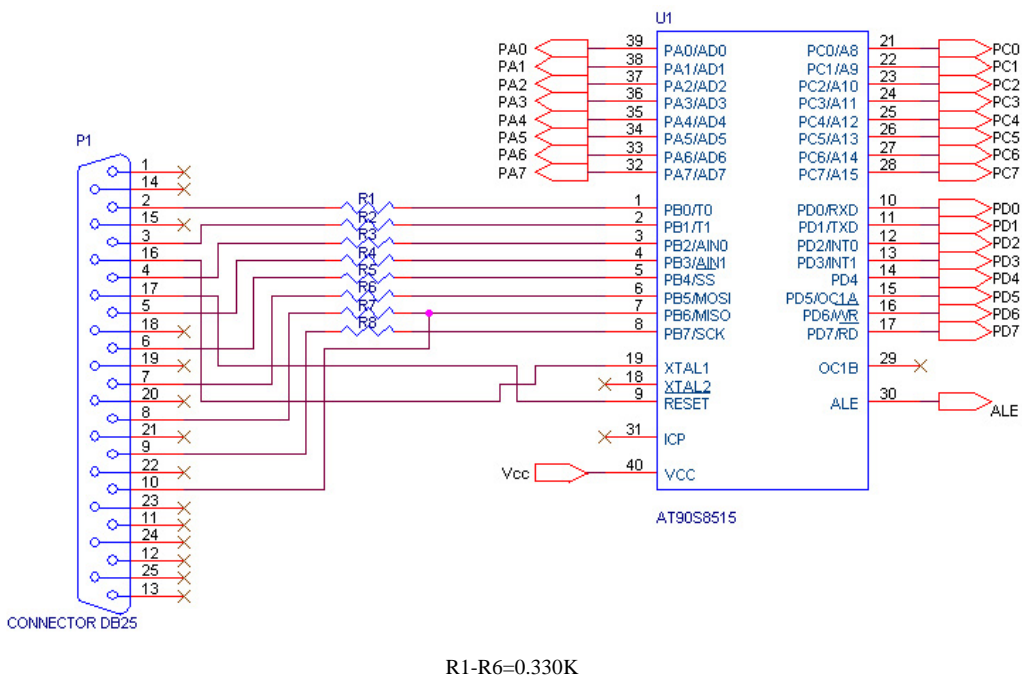 U1
PA0 39 PA0/AD0 PC0/A8 21 PC0
PA1 38 PA1/AD1 PC1/A9 22 PC1
PA2 37 PA2/AD2 PC2/A10 23 PC2
PA3 36 PA3/AD3 PC3/A11 24 PC3
PA4 35 PA4/AD4 PC4/A12 25 PC4
PA5 34 PA5/AD5 PC5/A13 26 PC5
PA6 33 PA6/AD6 PC6/A14 27 PC6
PA7 32 PA7/AD7 PC7/A15 28 PC7
P1
1
14
2 R1 1 PB0/T0 PD0/RXD 10 PD0
15 R2 2 PB1/T1 PD1/TXD 11 PD1
3 R3 3 PB2/AIN0 PD2/INT0 12 PD2
16 R4 4 PB3/AIN1 PD3/INT1 13 PD3
4 R5 5 PB4/SS PD4 14 PD4
17 R6 6 PB5/MOSI PD5/OC1A 15 PD5
5 R7 7 PB6/MISO PD6/WR 16 PD6
18 R8 8 PB7/SCK PD7/RD 17 PD7
6
19 19 XTAL1 OC1B 29
7 18 XTAL2
20 9 RESET ALE 30 ALE
8
21 31 ICP
9
22 Vcc 40 VCC
10
23
11 AT90S8515
24
12
25
13
CONNECTOR DB25
R1-R6=0.330K